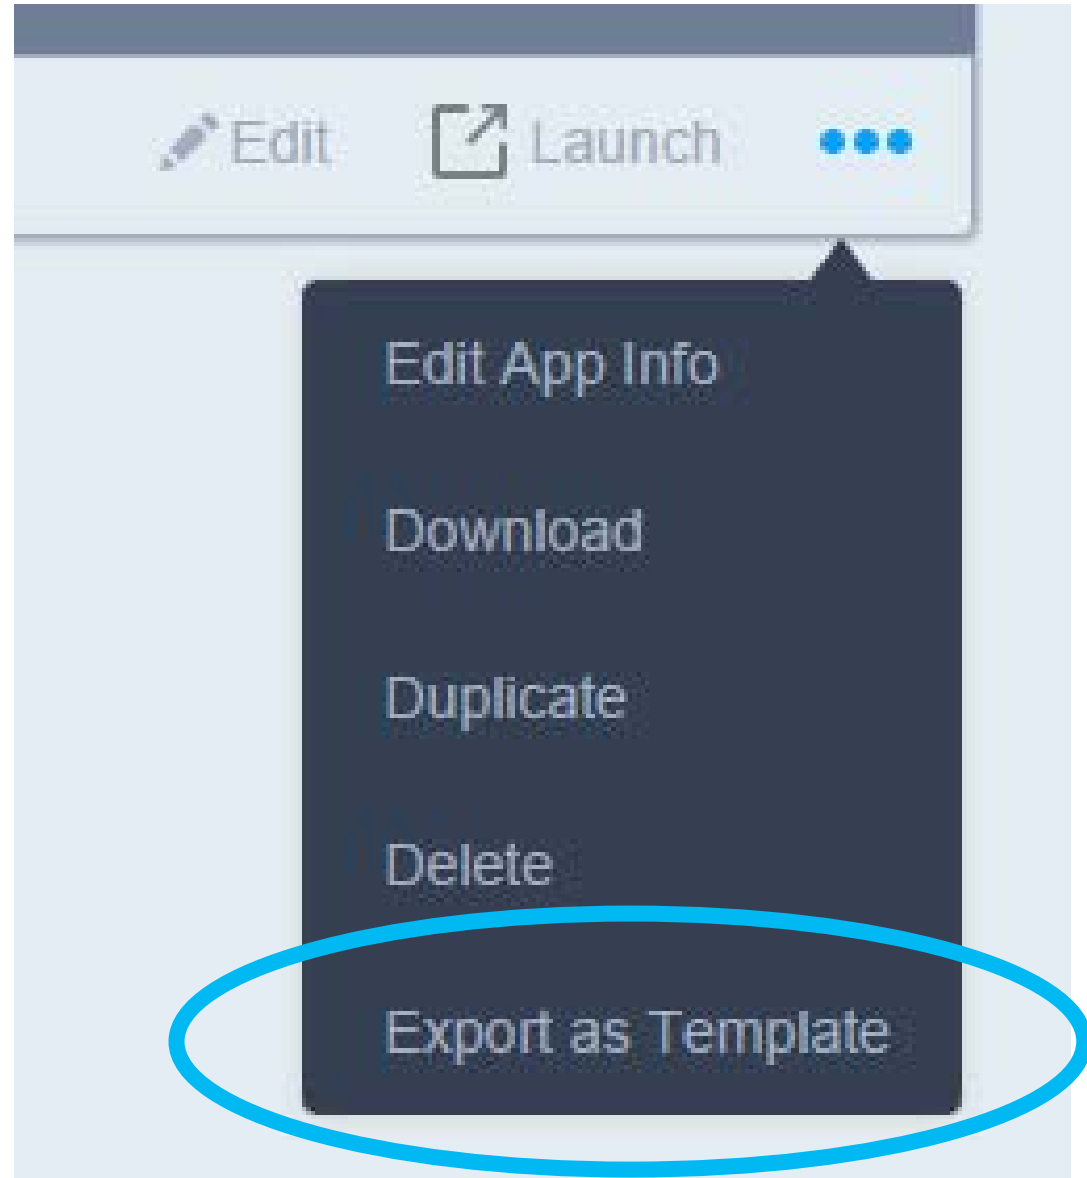 Edit Launch
Edit App Info
Download
Duplicate
Delete
Export as Template